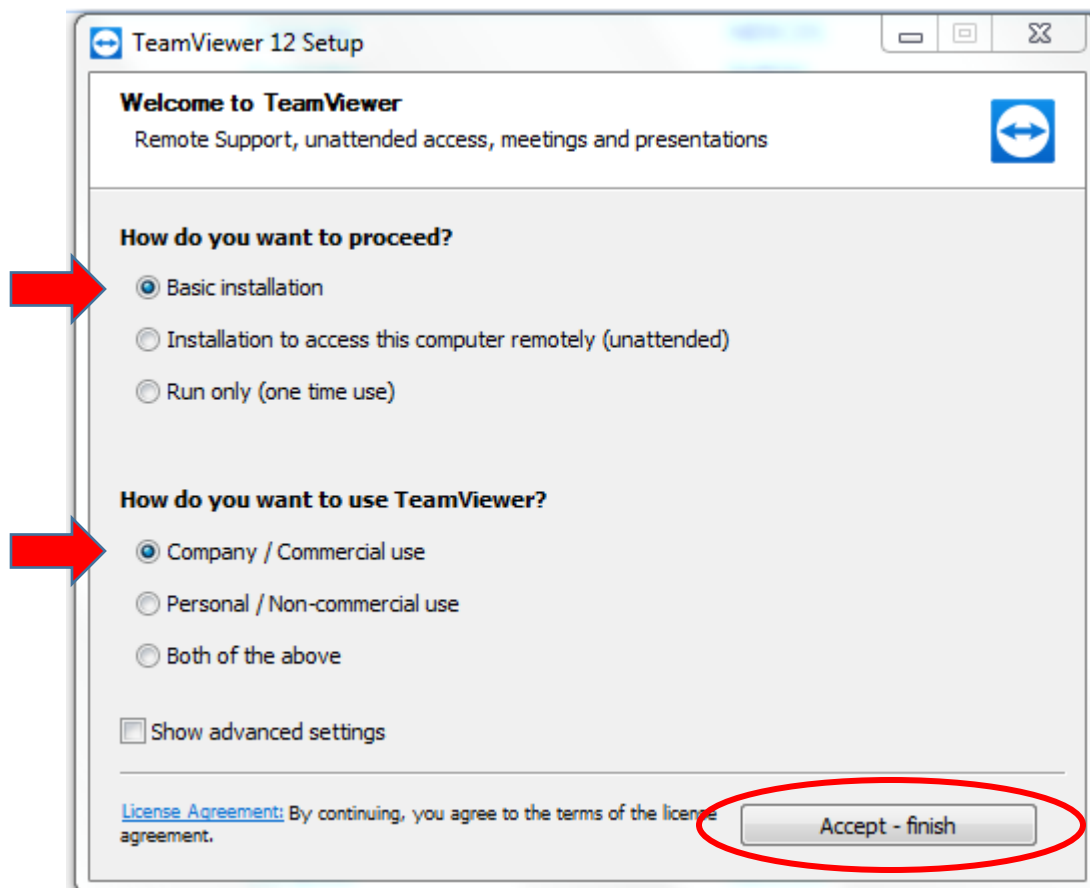 TeamViewer 12 Setup
Welcome to TeamViewer
Remote Support, unattended access, meetings and presentations
How do you want to proceed?
Basic installation
Installation to access this computer remotely (unattended)
Run only (one time use)
How do you want to use TeamViewer?
Company / Commercial use
Personal / Non-commercial use
Both of the above
Show advanced settings
License Agreement: By continuing, you agree to the terms of the license
agreement.
Accept - finish